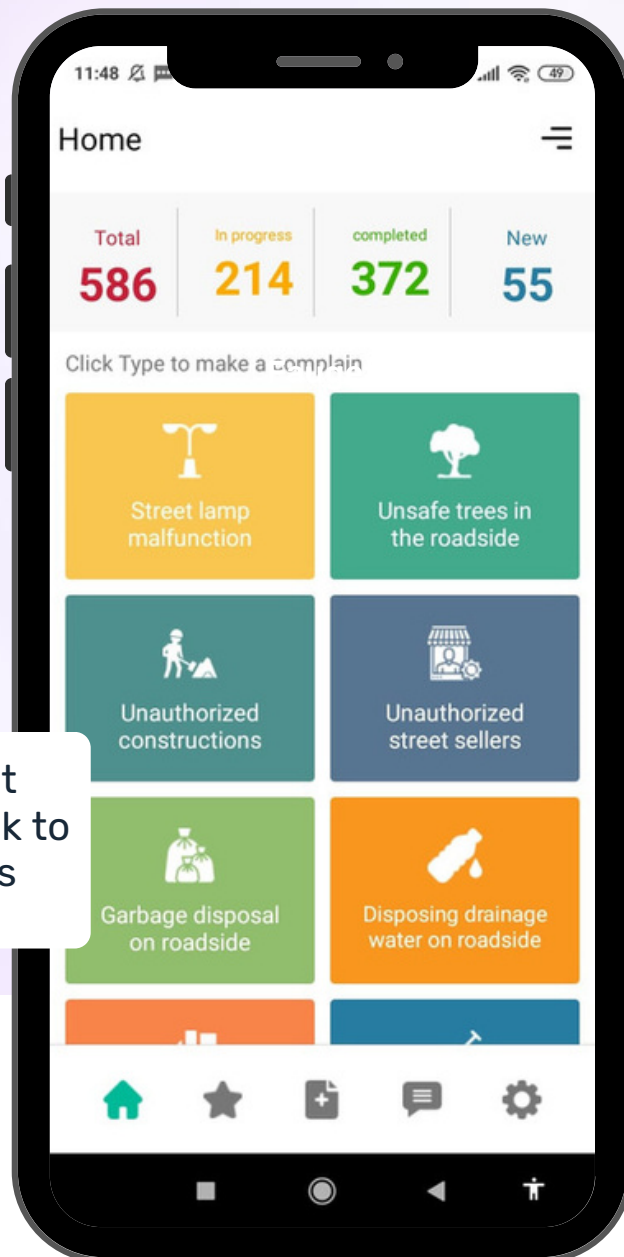 11:48
49
Home
Total
In progress
completed
New
586
214
372
55
Click Type to make a complain
Street lamp
malfunction
Unsafe trees in
the roadside
Unauthorized
constructions
Unauthorized
street sellers
t
k to
s
Garbage disposal
on roadside
Disposing drainage
water on roadside